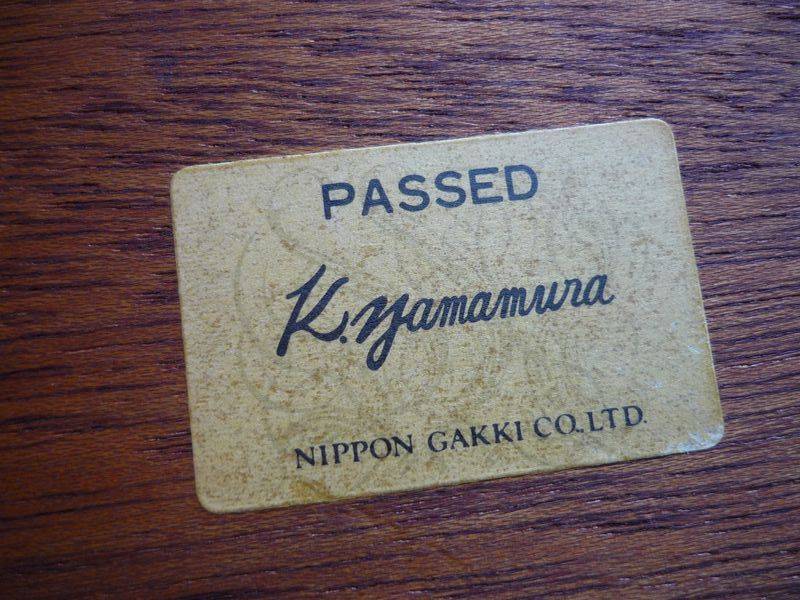 PASSED
K. Yamamura
NIPPON GAKKI CO.LTD.